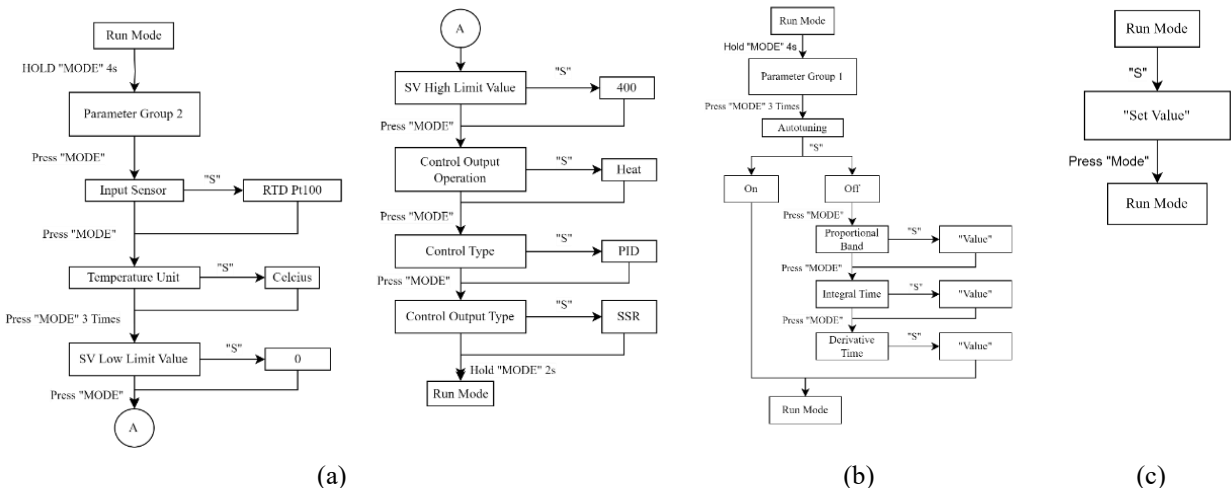 Run Mode
HOLD "MODE" 4s
Parameter Group 2
Press "MODE"
Input Sensor
"S"
RTD Pt100
Press "MODE"
Temperature Unit
"S"
Celcius
Press "MODE" 3 Times
SV Low Limit Value
"S"
0
Press "MODE"
A
A
SV High Limit Value
"S"
400
Press "MODE"
Control Output
Operation
"S"
Heat
Press "MODE"
Control Type
"S"
PID
Press "MODE"
Control Output Type
"S"
SSR
Hold "MODE" 2s
Run Mode
(a)
Run Mode
Hold "MODE" 4s
Parameter Group 1
Press "MODE" 3 Times
Autotuning
"S"
On
Off
Press "MODE"
Proportional
Band
"S"
"Value"
Press "MODE"
Integral Time
"S"
"Value"
Press "MODE"
Derivative
Time
"S"
"Value"
Run Mode
(b)
Run Mode
"S"
"Set Value"
Press "Mode"
Run Mode
(c)